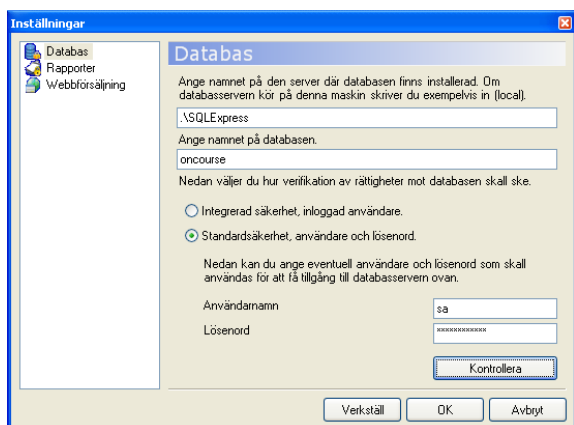 Inställningar
Databas
Rapporter
Webbförsäljning
Databas
Ange namnet på den server där databasen finns installerad. Om
databasservern kör på denna maskin skriver du exempelvis in (local).
.\SQLExpress
Ange namnet på databasen.
oncourse
Nedan väljer du hur verifikation av rättigheter mot databasen skall ske.
Integrerad säkerhet, inloggad användare.
Standardsäkerhet, användare och lösenord.
Nedan kan du ange eventuell användare och lösenord som skall
användas för att få tillgång till databasservern ovan.
Användarnamn
sa
Lösenord
************
Kontrollera
Verkställ
OK
Avbryt